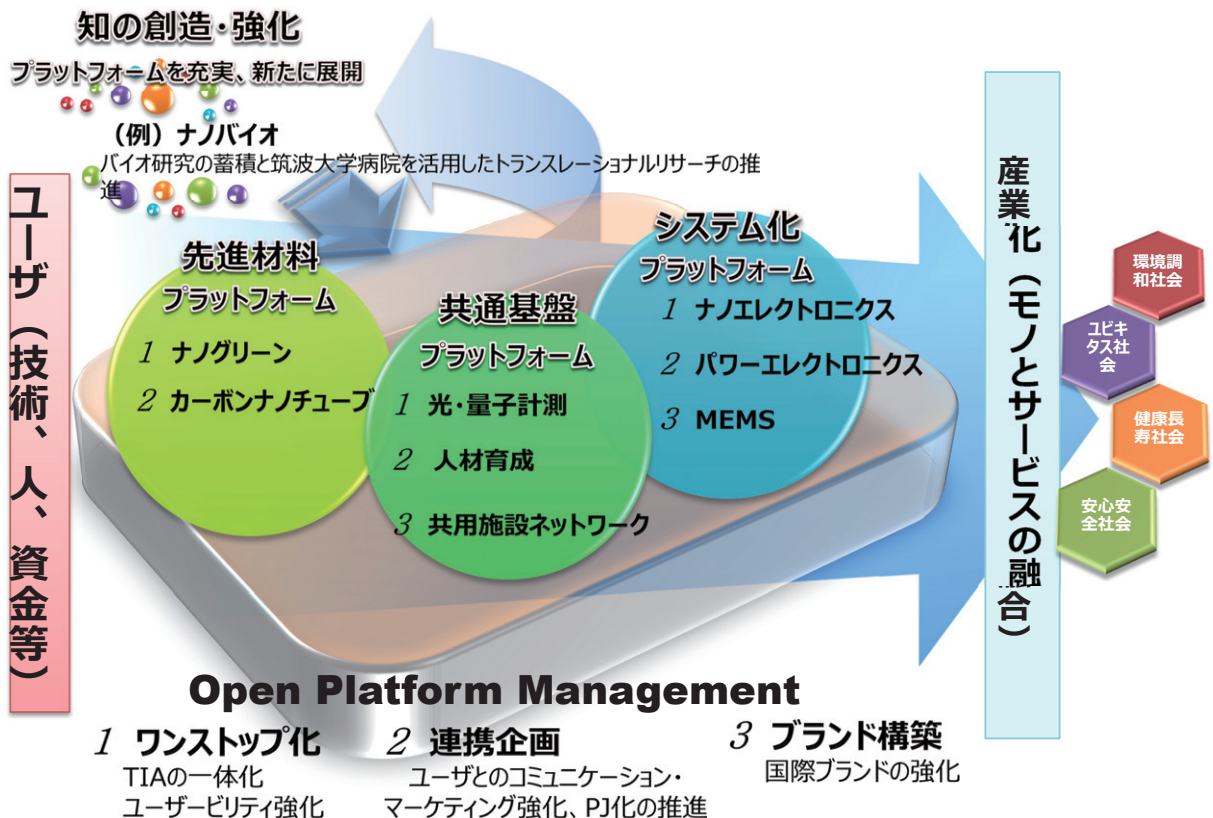 知の創造・強化
プラットフォームを充実、新たに展開
（例）ナノバイオ
バイオ研究の蓄積と筑波大学病院を活用したトランスレーショナルリサーチの推
進
ユーザ（技術、人、資金等）
先進材料
プラットフォーム
1 ナノグリーン
2 カーボンナノチューブ
共通基盤
プラットフォーム
1 光・量子計測
2 人材育成
3 共用施設ネットワーク
システム化
プラットフォーム
1 ナノエレクトロニクス
2 パワーエレクトロニクス
3 MEMS
産業化（モノとサービスの融合）
環境調
和社会
ユビキ
タス社
会
健康長
寿社会
安心安
全社会
Open Platform Management
1 ワンストップ化
TIAの一体化
ユーザービリティ強化
2 連携企画
ユーザとのコミュニケーション・
マーケティング強化、PJ化の推進
3 ブランド構築
国際ブランドの強化